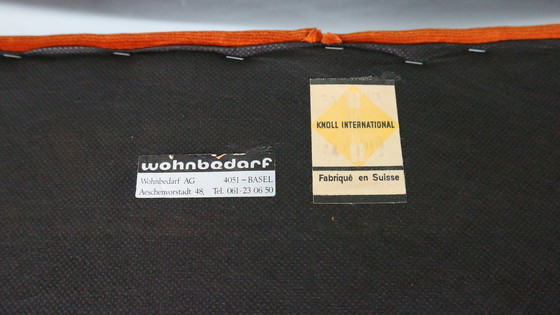 wohnbedarf
Wohnbedarf AG 4051-BASEL
Aeschenvorstadt 48, Tel. 061-23 06 50
KNOLL INTERNATIONAL
Fabriqué en Suisse